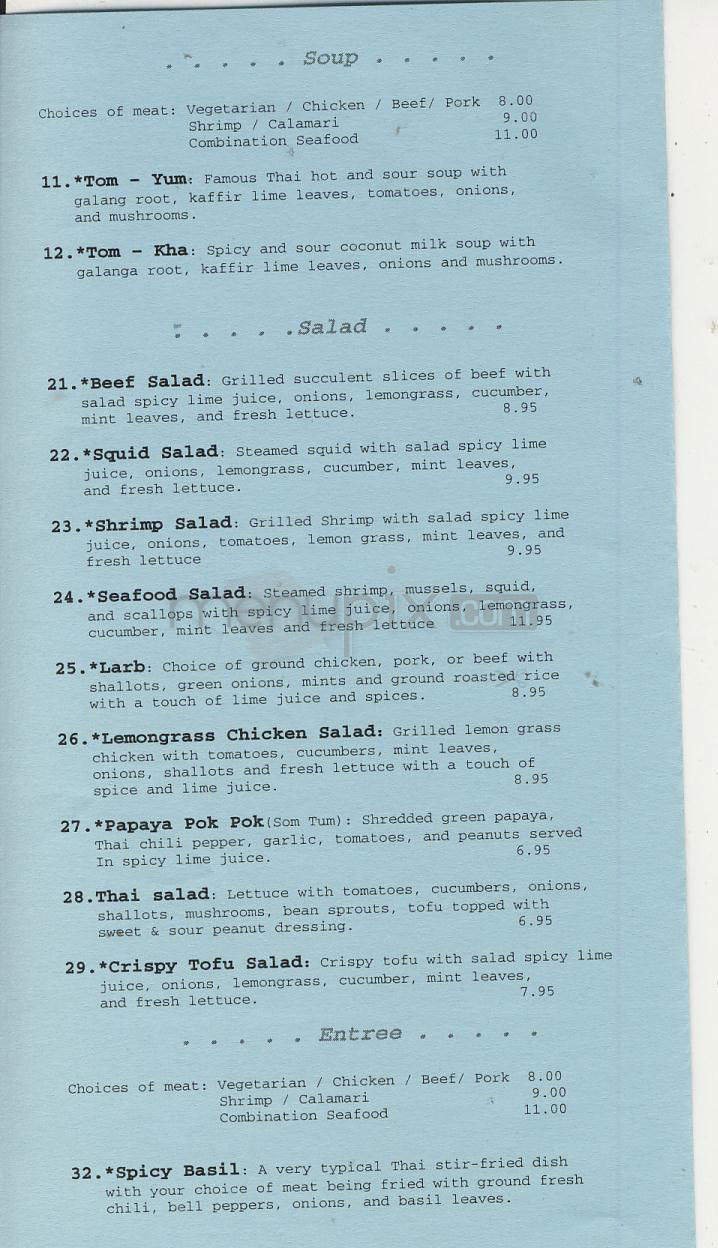 . . . . . Soup . . . . .
Choices of meat: Vegetarian / Chicken / Beef/ Pork 8.00
Shrimp / Calamari 9.00
Combination Seafood 11.00
11.*Tom - Yum: Famous Thai hot and sour soup with
galang root, kaffir lime leaves, tomatoes, onions,
and mushrooms.
12.*Tom - Kha: Spicy and sour coconut milk soup with
galanga root, kaffir lime leaves, onions and mushrooms.
. . . . .Salad . . . . .
21.*Beef Salad: Grilled succulent slices of beef with
salad spicy lime juice, onions, lemongrass, cucumber,
mint leaves, and fresh lettuce. 8.95
22.*Squid Salad: Steamed squid with salad spicy lime
juice, onions, lemongrass, cucumber, mint leaves,
and fresh lettuce. 9.95
23.*Shrimp Salad: Grilled Shrimp with salad spicy lime
juice, onions, tomatoes, lemon grass, mint leaves, and
fresh lettuce 9.95
24.*Seafood Salad: Steamed shrimp, mussels, squid,
and scallops with spicy lime juice, onions, lemongrass,
cucumber, mint leaves and fresh lettuce 11.95
menupix.com
25.*Larb: Choice of ground chicken, pork, or beef with
shallots, green onions, mints and ground roasted rice
with a touch of lime juice and spices. 8.95
26.*Lemongrass Chicken Salad: Grilled lemon grass
chicken with tomatoes, cucumbers, mint leaves,
onions, shallots and fresh lettuce with a touch of
spice and lime juice. 8.95
27.*Papaya Pok Pok(Som Tum): Shredded green papaya,
Thai chili pepper, garlic, tomatoes, and peanuts served
In spicy lime juice. 6.95
28.Thai salad: Lettuce with tomatoes, cucumbers, onions,
shallots, mushrooms, bean sprouts, tofu topped with
sweet & sour peanut dressing. 6.95
29.*Crispy Tofu Salad: Crispy tofu with salad spicy lime
juice, onions, lemongrass, cucumber, mint leaves,
and fresh lettuce. 7.95
. . . . . Entree . . . . .
Choices of meat: Vegetarian / Chicken / Beef/ Pork 8.00
Shrimp / Calamari 9.00
Combination Seafood 11.00
32.*Spicy Basil: A very typical Thai stir-fried dish
with your choice of meat being fried with ground fresh
chili, bell peppers, onions, and basil leaves.